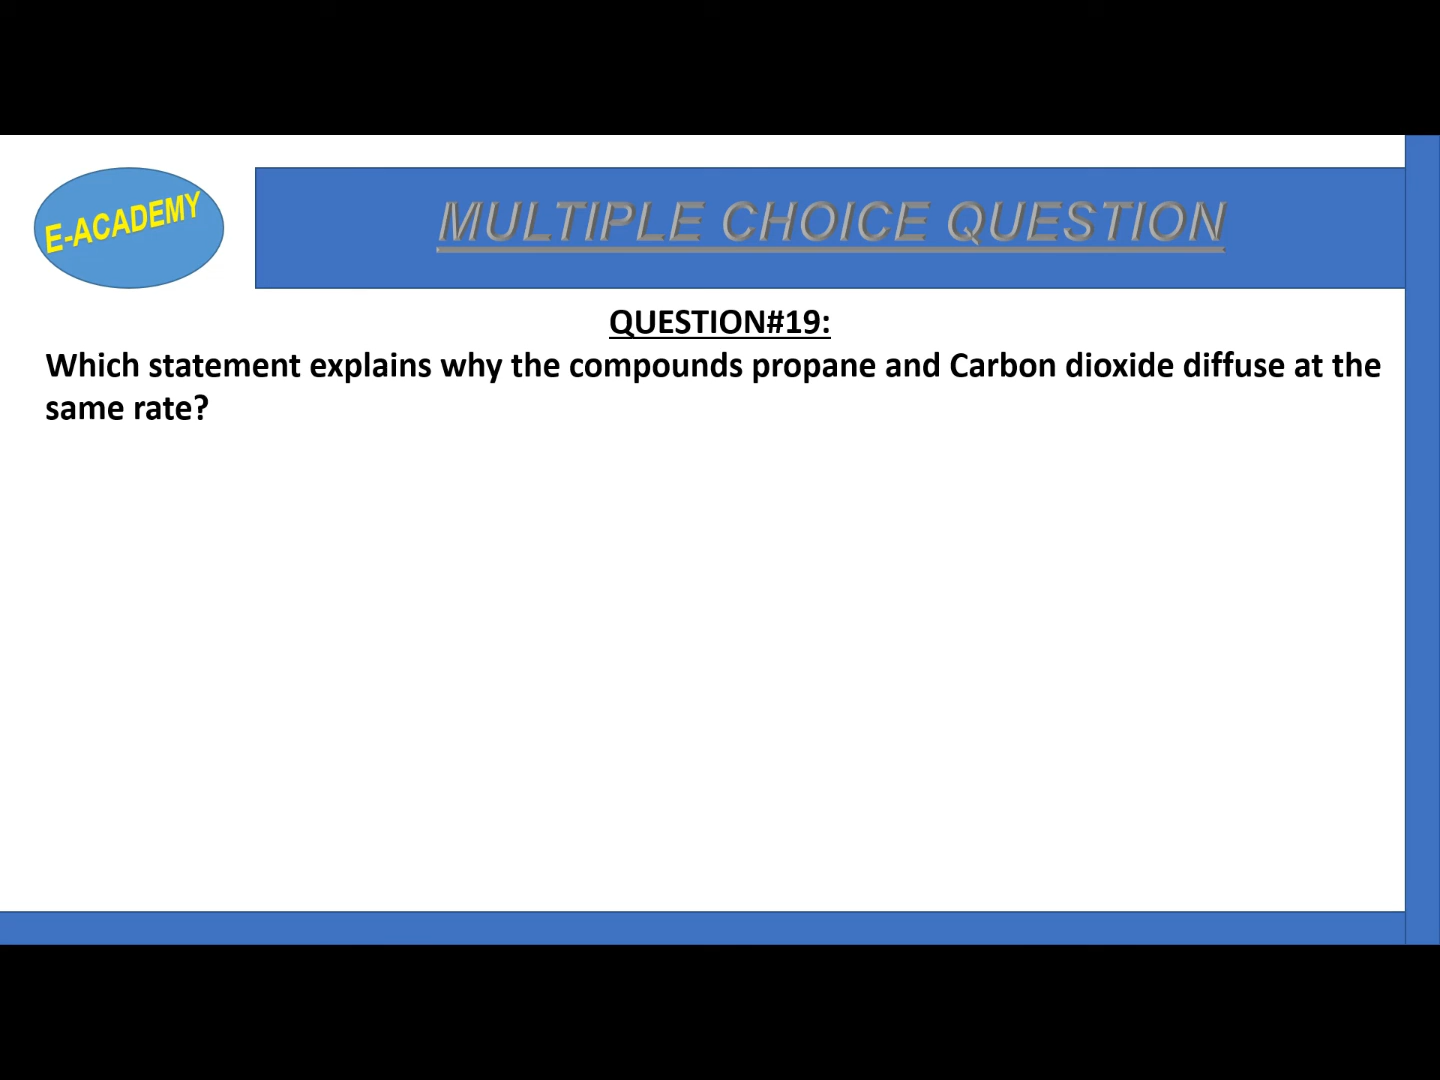 E-ACADEMY
MULTIPLE CHOICE QUESTION
QUESTION#19:
Which statement explains why the compounds propane and Carbon dioxide diffuse at the
same rate?